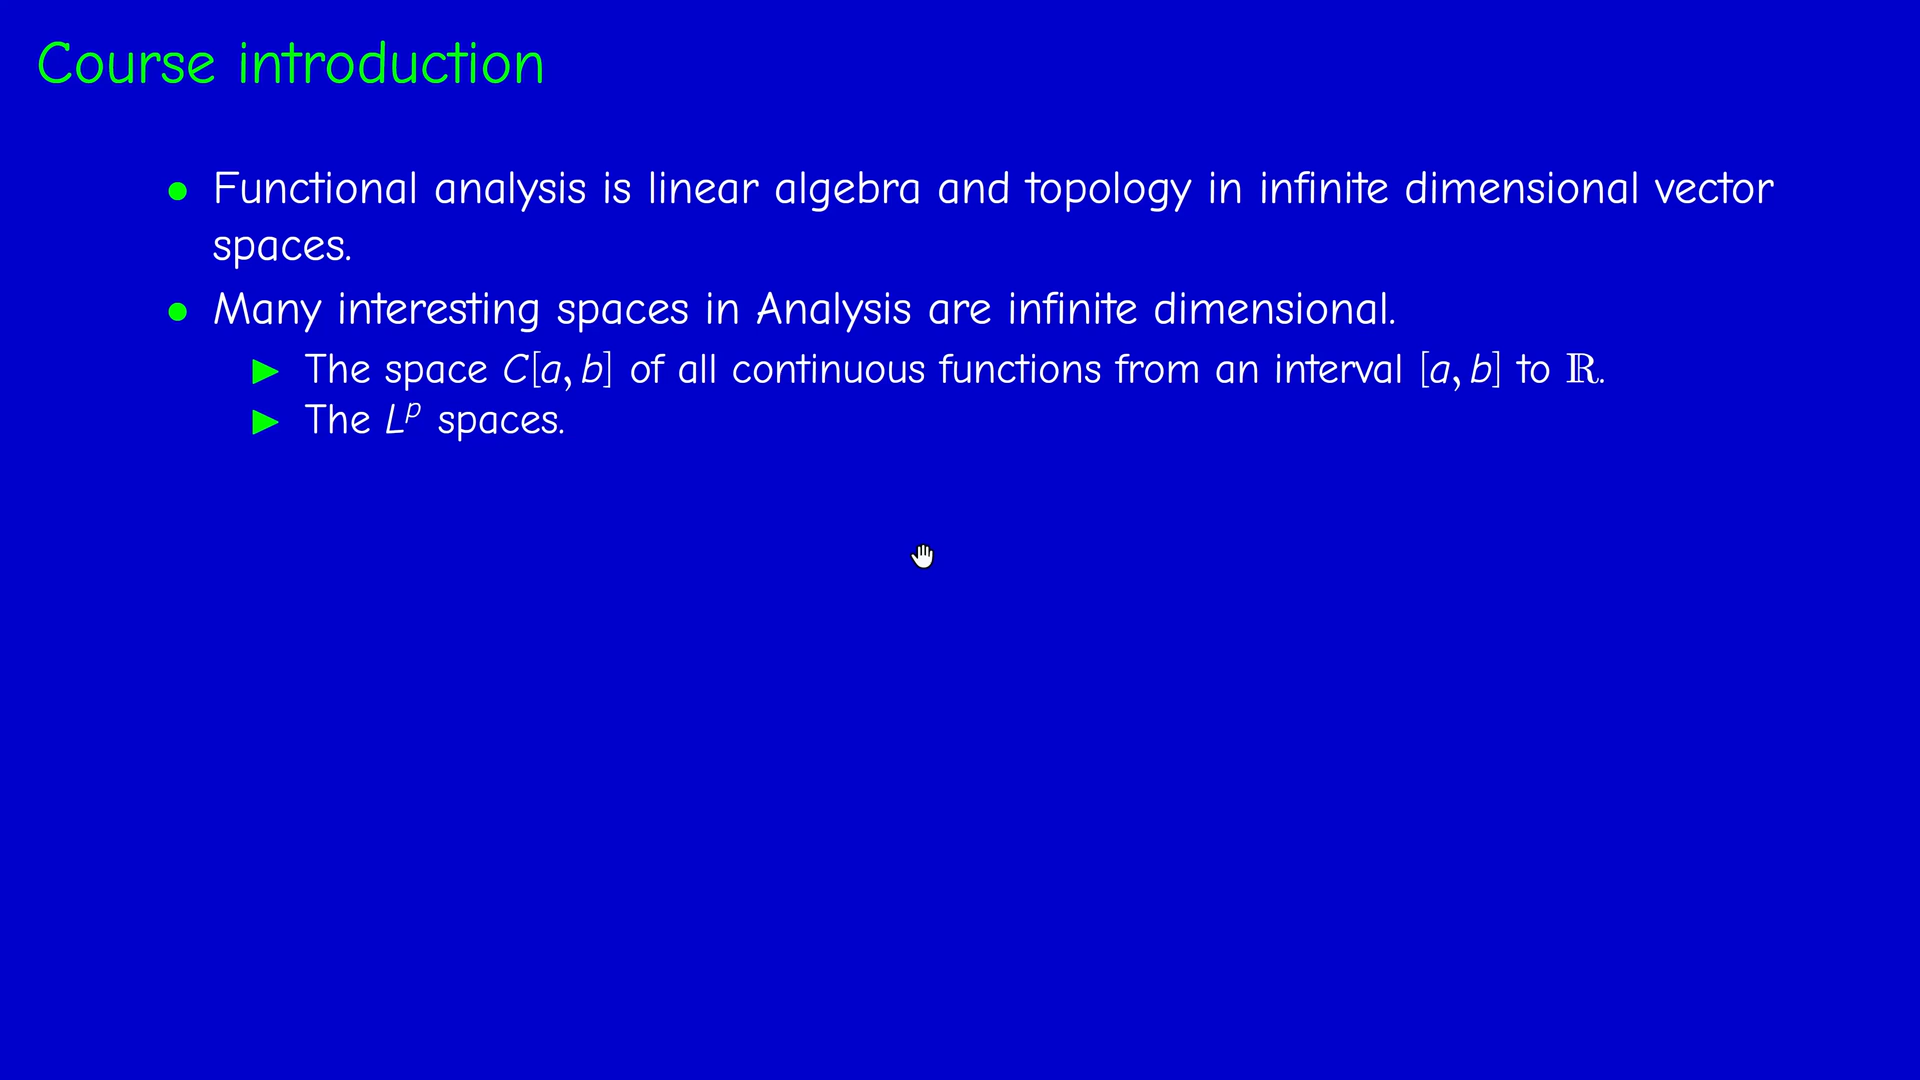 Course introduction
• Functional analysis is linear algebra and topology in infinite dimensional vector
spaces.
• Many interesting spaces in Analysis are infinite dimensional.
▶ The space C[a, b] of all continuous functions from an interval [a, b] to ℝ.
▶ The Lᵖ spaces.